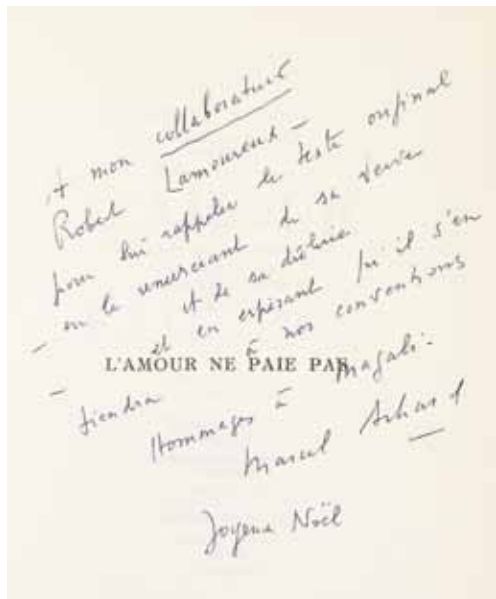 A mon collaborateur
Robert Lamoureux –
pour lui rappeler le texte original
– en le remerciant de sa verve
et de sa drôlerie
et en espérant qu'il s'en
– tiendra à nos conventions
L'AMOUR NE PAIE PAS
Hommages à Magali –
Marcel Achard
Joyeux Noël